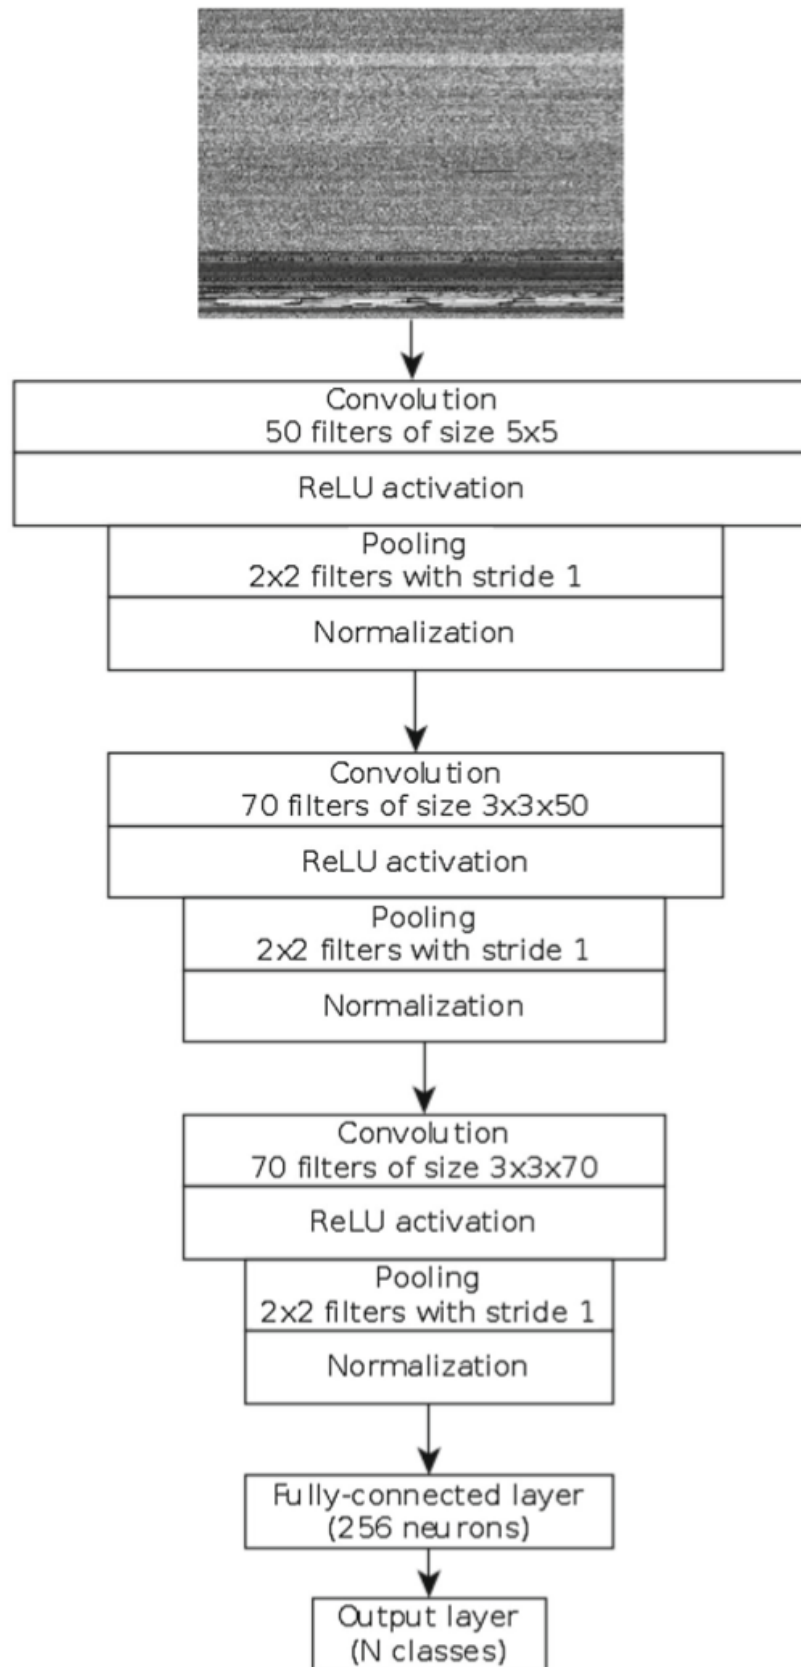 Convolution
50 filters of size 5x5
ReLU activation
Pooling
2x2 filters with stride 1
Normalization
Convolution
70 filters of size 3x3x50
ReLU activation
Pooling
2x2 filters with stride 1
Normalization
Convolution
70 filters of size 3x3x70
ReLU activation
Pooling
2x2 filters with stride 1
Normalization
Fully-connected layer
(256 neurons)
Output layer
(N classes)